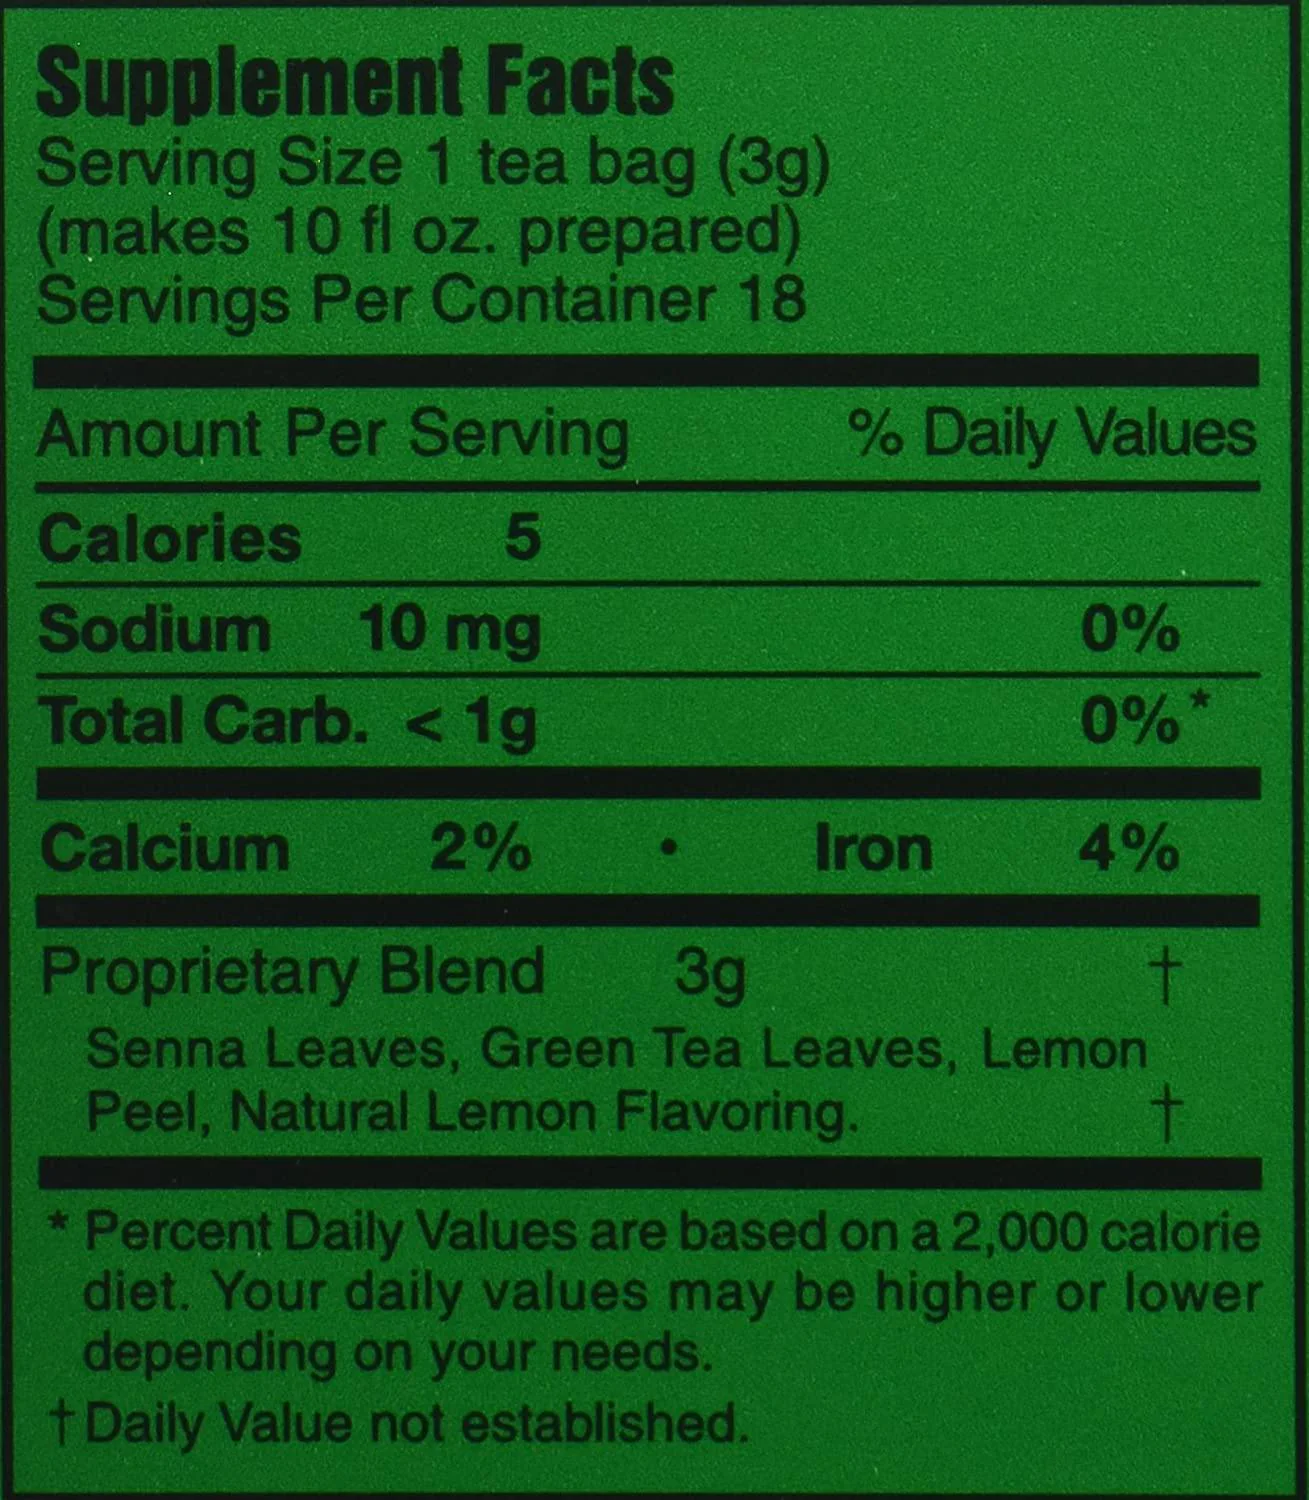 Supplement Facts
Serving Size 1 tea bag (3g)
(makes 10 fl oz. prepared)
Servings Per Container 18
Amount Per Serving % Daily Values
Calories 5
Sodium 10 mg 0%
Total Carb. < 1g 0%*
Calcium 2% • Iron 4%
Proprietary Blend 3g †
Senna Leaves, Green Tea Leaves, Lemon
Peel, Natural Lemon Flavoring. †
* Percent Daily Values are based on a 2,000 calorie
diet. Your daily values may be higher or lower
depending on your needs.
† Daily Value not established.